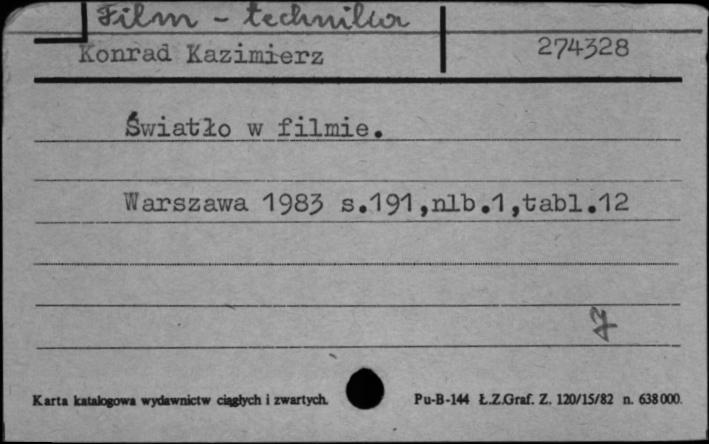 Film - technika
Konrad Kazimierz 274328
Światło w filmie.
Warszawa 1983 s.191,nlb.1,tabl.12
Karta katalogowa wydawnictw ciągłych i zwartych. Pu-B-144 Ł.Z.Graf. Z. 120/15/82 n. 638000.